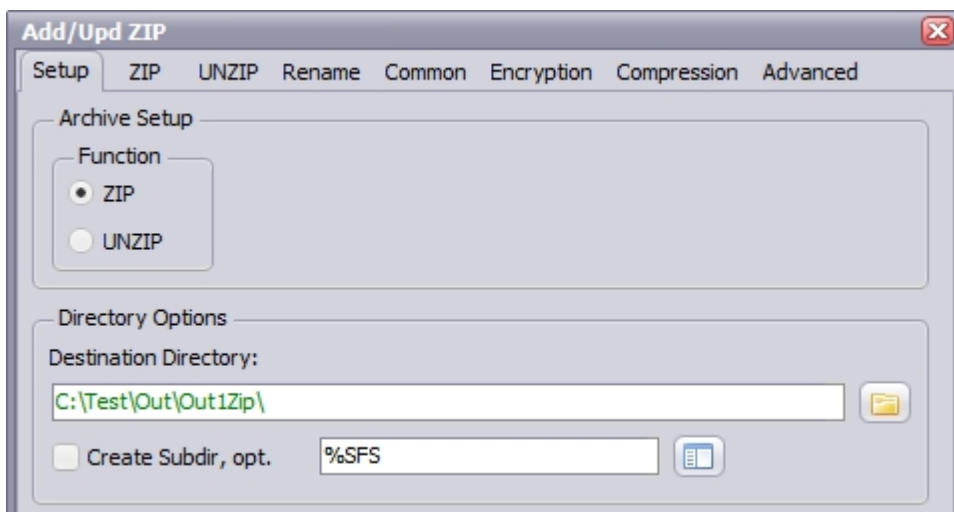 Add/Upd ZIP
Setup ZIP UNZIP Rename Common Encryption Compression Advanced
Archive Setup
Function
ZIP
UNZIP
Directory Options
Destination Directory:
C:\Test\Out\Out1Zip\
Create Subdir, opt. %SFS